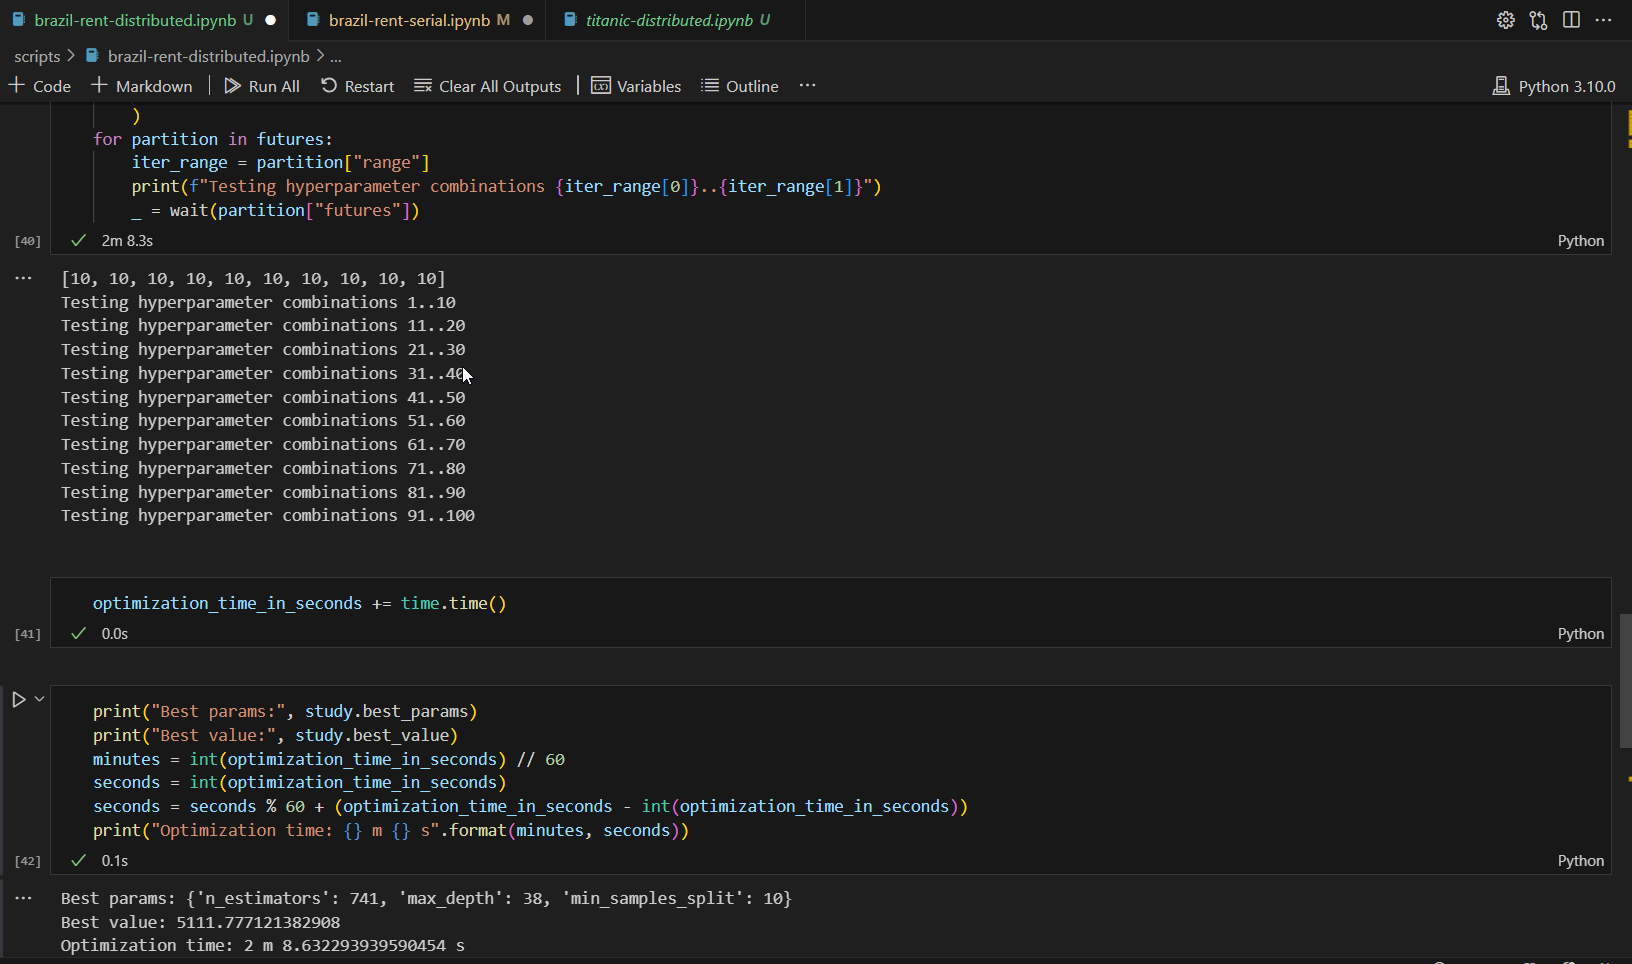 brazil-rent-distributed.ipynb U
brazil-rent-serial.ipynb M
titanic-distributed.ipynb U
scripts > brazil-rent-distributed.ipynb > ...
+ Code + Markdown | Run All Restart Clear All Outputs | Variables Outline ... Python 3.10.0
)
for partition in futures:
iter_range = partition["range"]
print(f"Testing hyperparameter combinations {iter_range[0]}..{iter_range[1]}")
_ = wait(partition["futures"])
[40] 2m 8.3s Python
[10, 10, 10, 10, 10, 10, 10, 10, 10, 10]
Testing hyperparameter combinations 1..10
Testing hyperparameter combinations 11..20
Testing hyperparameter combinations 21..30
Testing hyperparameter combinations 31..40
Testing hyperparameter combinations 41..50
Testing hyperparameter combinations 51..60
Testing hyperparameter combinations 61..70
Testing hyperparameter combinations 71..80
Testing hyperparameter combinations 81..90
Testing hyperparameter combinations 91..100
optimization_time_in_seconds += time.time()
[41] 0.0s Python
print("Best params:", study.best_params)
print("Best value:", study.best_value)
minutes = int(optimization_time_in_seconds) // 60
seconds = int(optimization_time_in_seconds)
seconds = seconds % 60 + (optimization_time_in_seconds - int(optimization_time_in_seconds))
print("Optimization time: {} m {} s".format(minutes, seconds))
[42] 0.1s Python
Best params: {'n_estimators': 741, 'max_depth': 38, 'min_samples_split': 10}
Best value: 5111.777121382908
Optimization time: 2 m 8.632293939590454 s